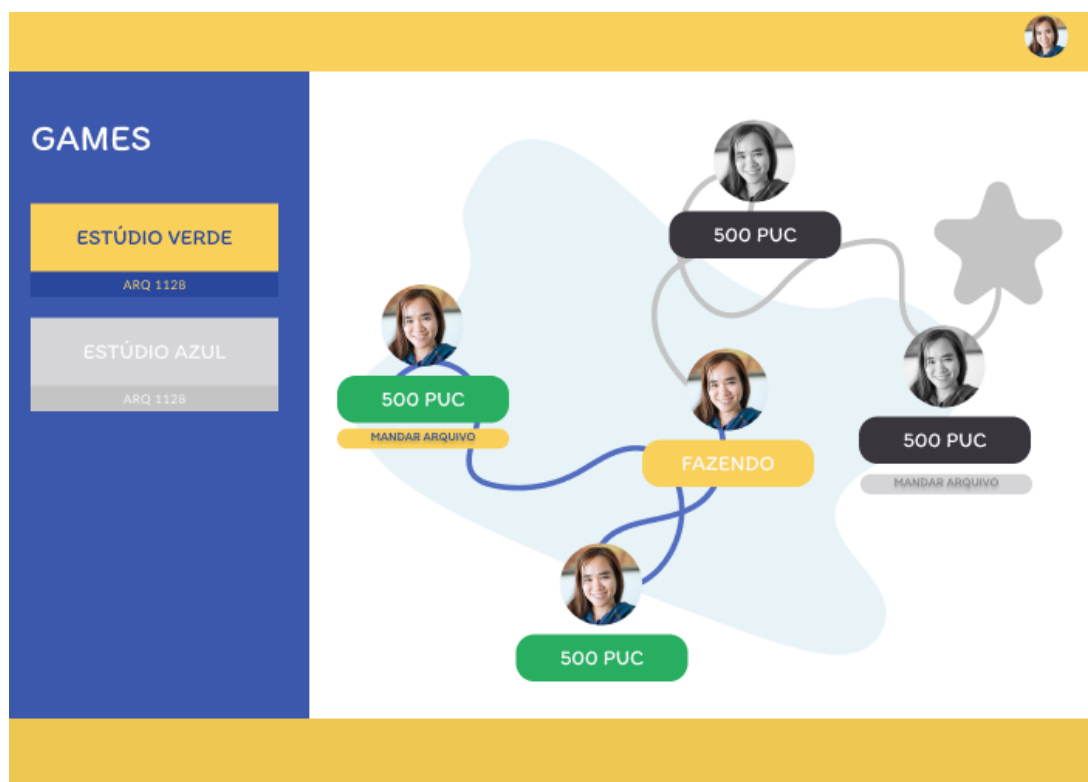 GAMES
ESTÚDIO VERDE
ARQ 1128
ESTÚDIO AZUL
ARQ 1128
500 PUC
500 PUC
MANDAR ARQUIVO
FAZENDO
500 PUC
MANDAR ARQUIVO
500 PUC